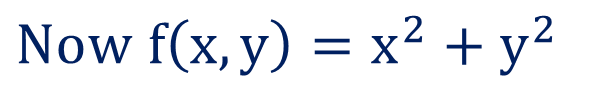 Now f(x, y) = x² + y²